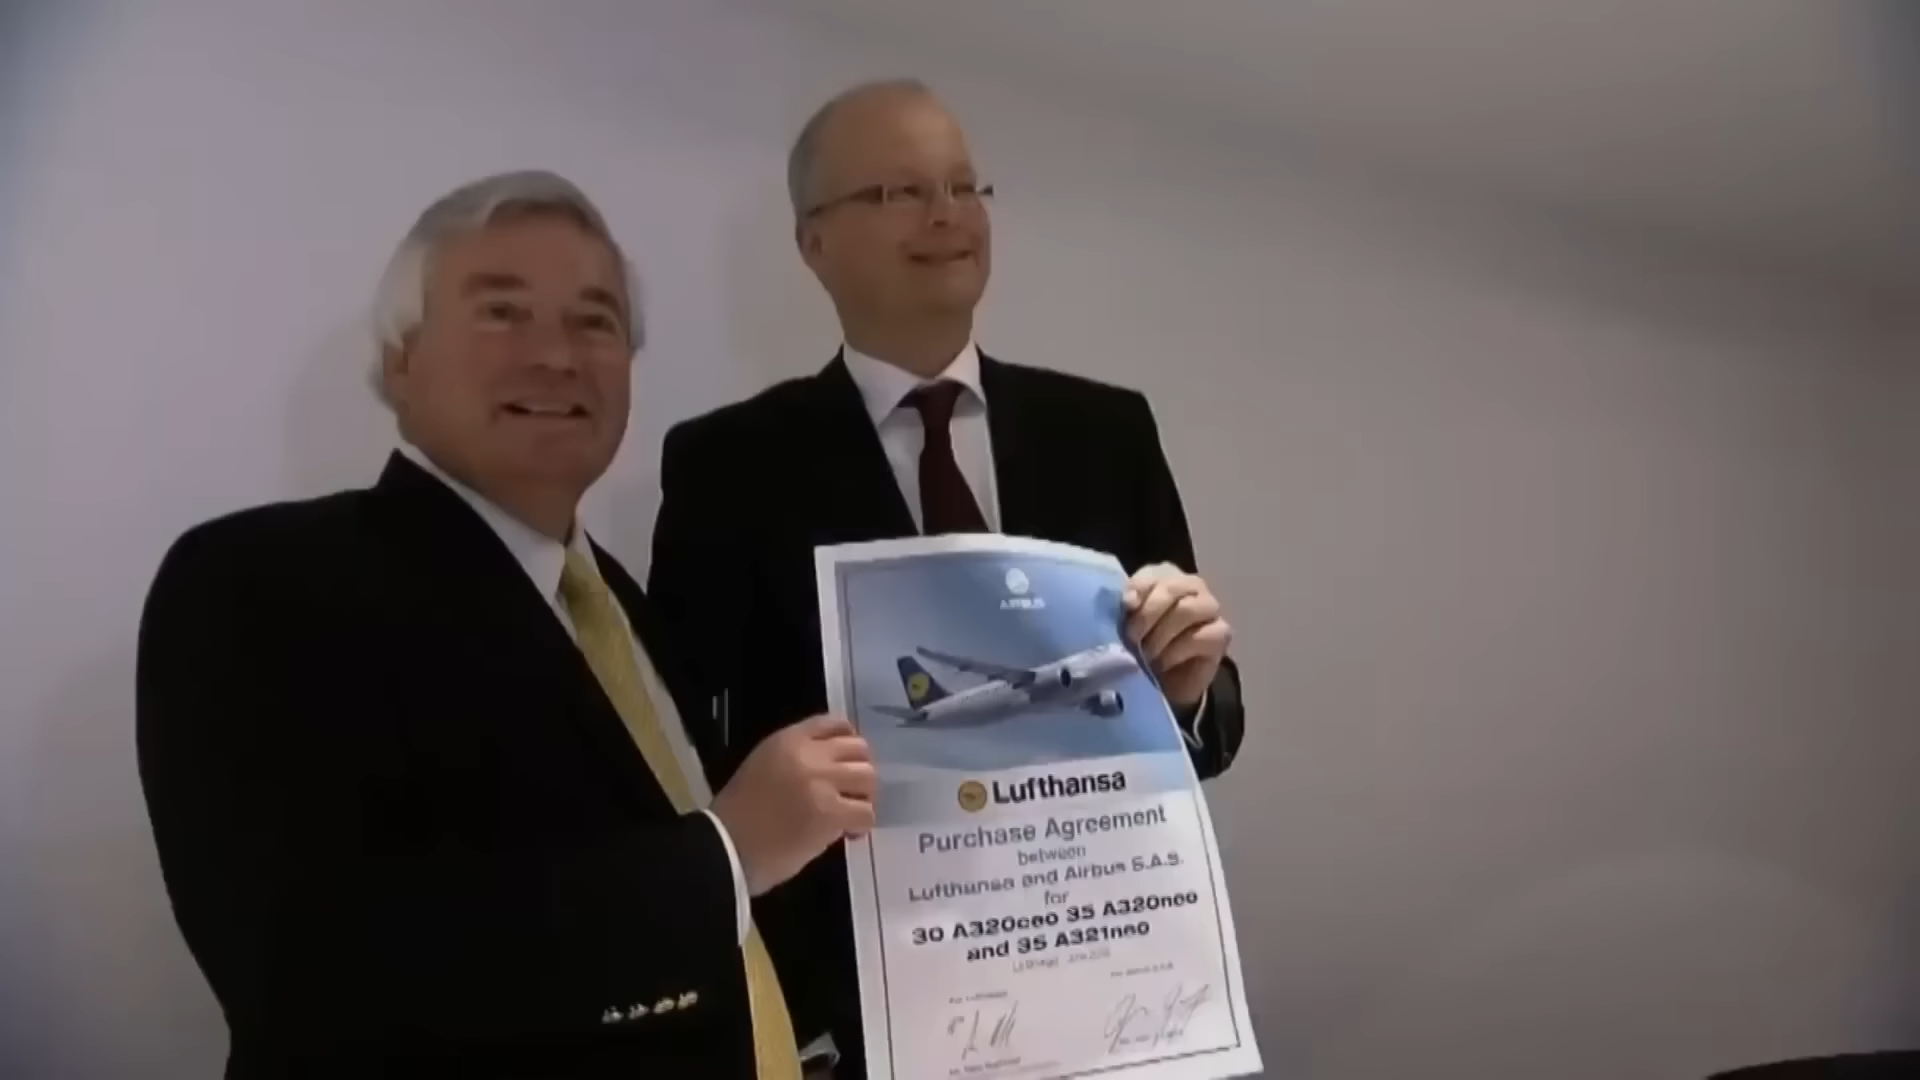 AIRBUS
Lufthansa
Purchase Agreement
between
Lufthansa and Airbus S.A.S.
for
30 A320ceo 35 A320neo
and 35 A321neo